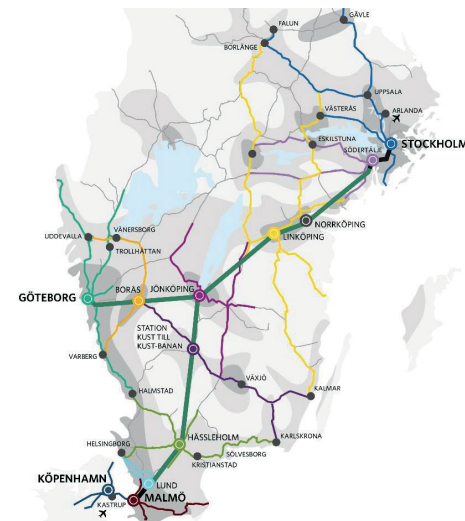 GÄVLE
FALUN
BORLÄNGE
UPPSALA
ARLANDA
VÄSTERÅS
ESKILSTUNA
STOCKHOLM
SÖDERTÄLJE
NORRKÖPING
LINKÖPING
VÄNERSBORG
UDDEVALLA
TROLLHÄTTAN
GÖTEBORG
BORÅS
JÖNKÖPING
STATION
KUST TILL
KUST-BANAN
VARBERG
VÄXJÖ
HALMSTAD
KALMAR
HÄSSLEHOLM
KARLSKRONA
HELSINGBORG
SÖLVESBORG
KRISTIANSTAD
KÖPENHAMN
LUND
KASTRUP
MALMÖ